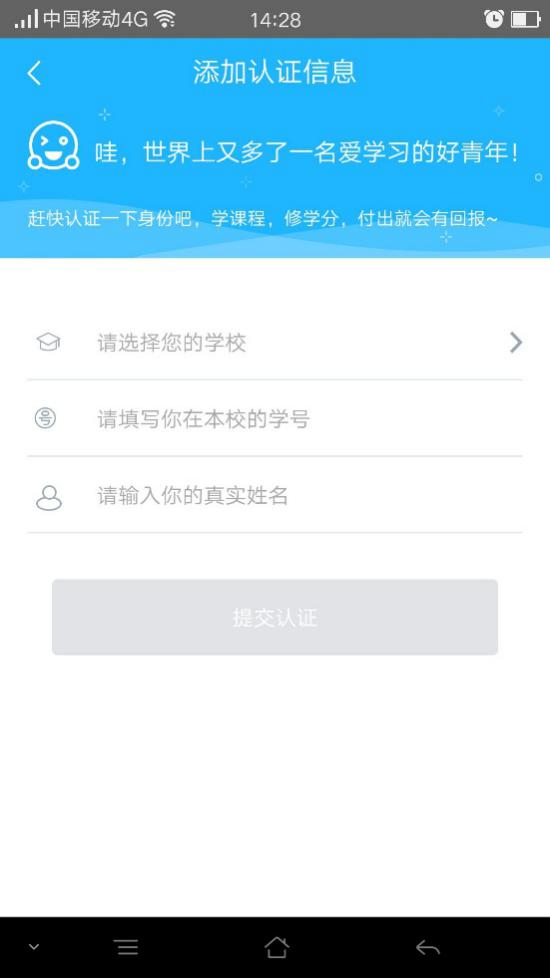 中国移动4G 14:28
添加认证信息
哇，世界上又多了一名爱学习的好青年！
赶快认证一下身份吧，学课程，修学分，付出就会有回报~
请选择您的学校
号 请填写你在本校的学号
请输入你的真实姓名
提交认证